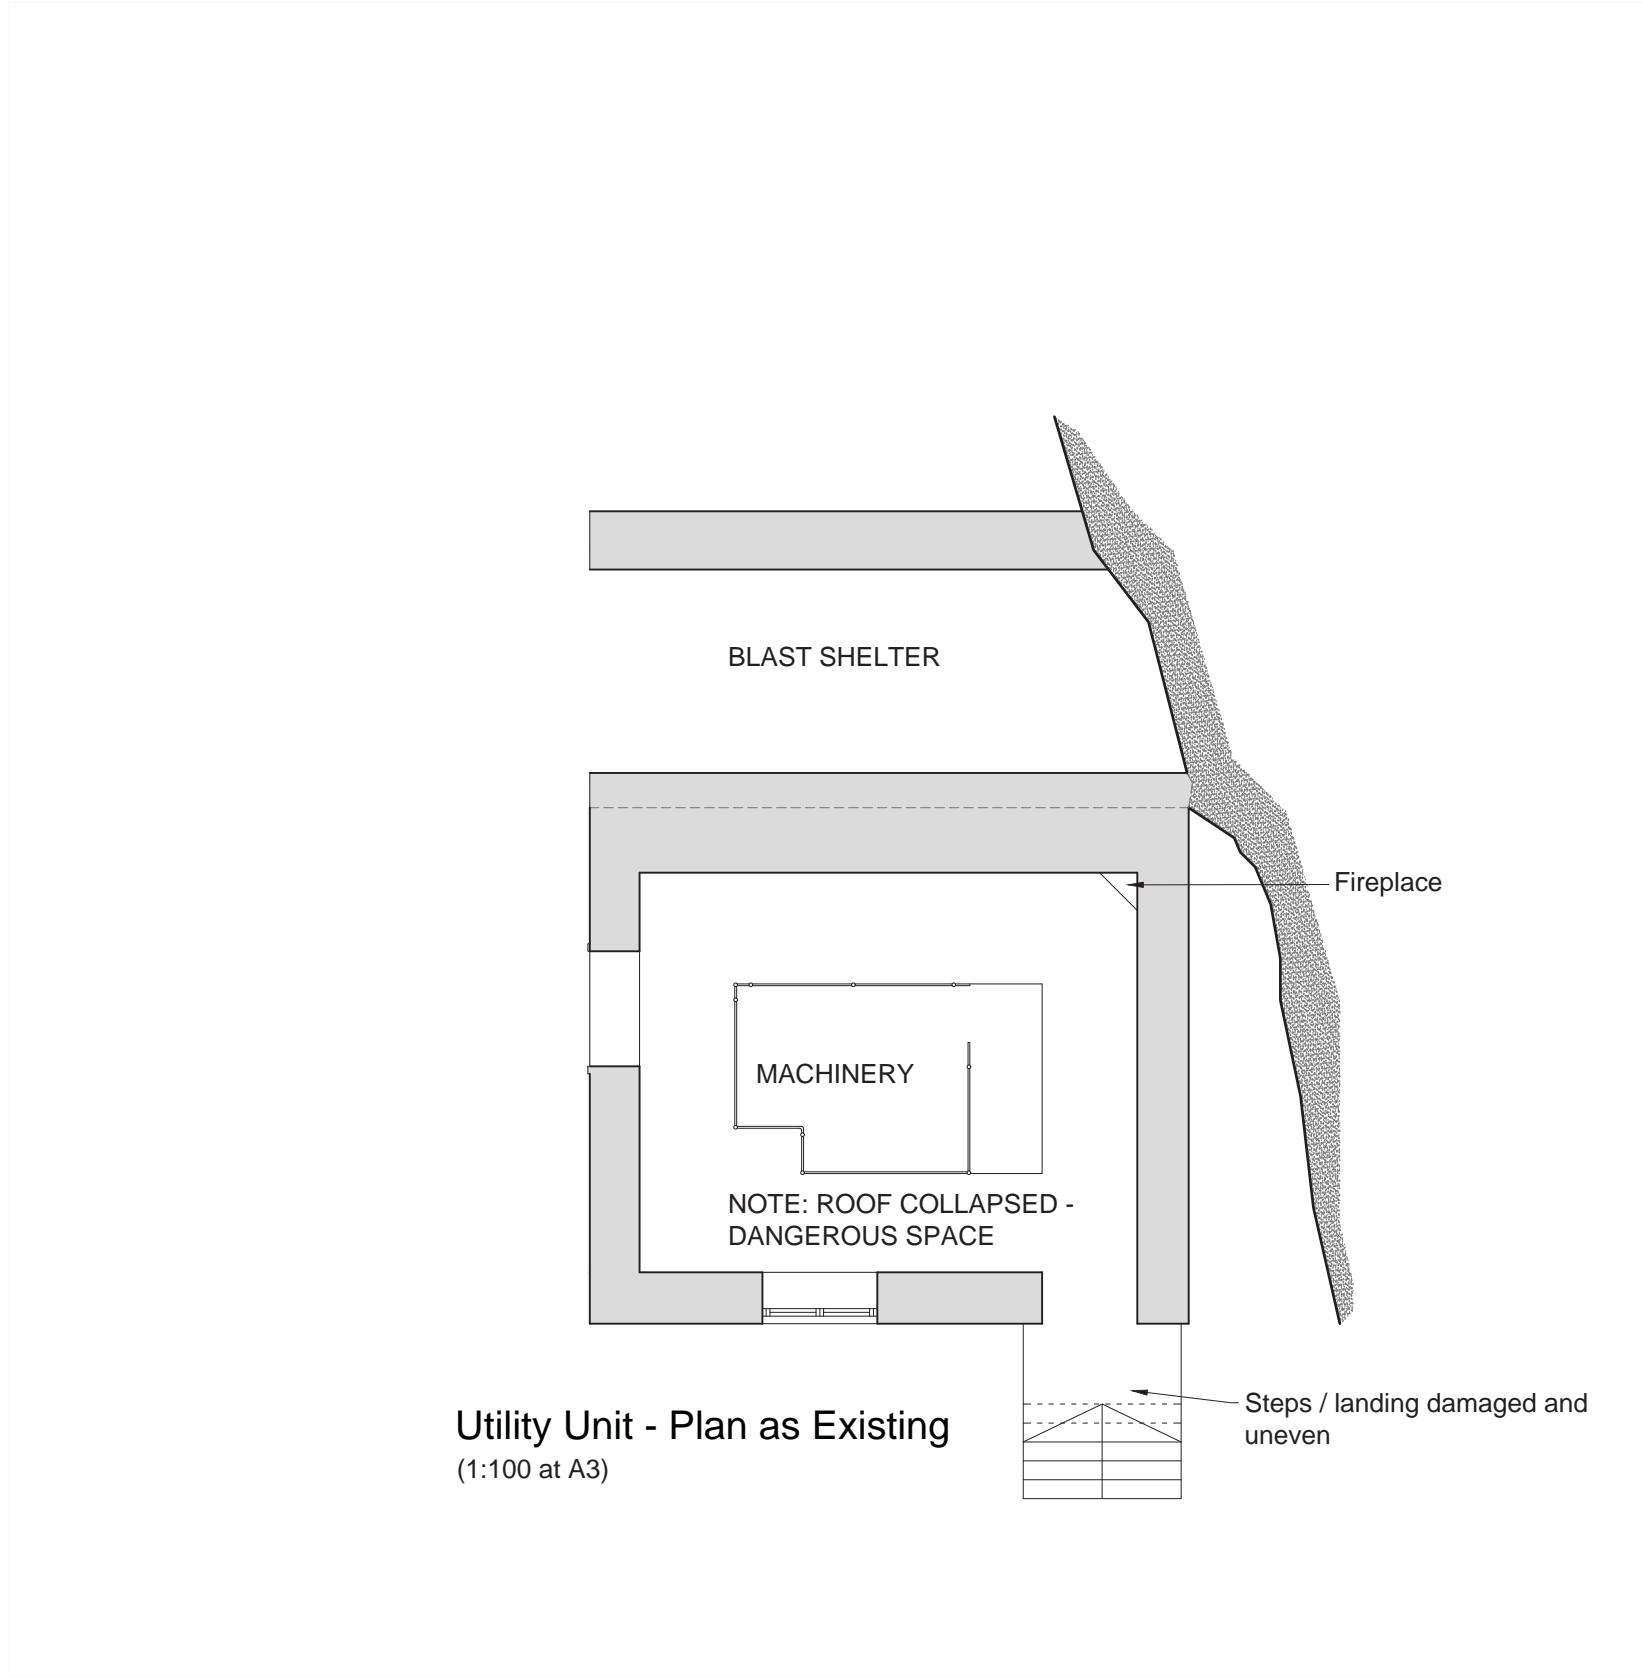 BLAST SHELTER
Fireplace
MACHINERY
NOTE: ROOF COLLAPSED -
DANGEROUS SPACE
Steps / landing damaged and
uneven
Utility Unit - Plan as Existing
(1:100 at A3)